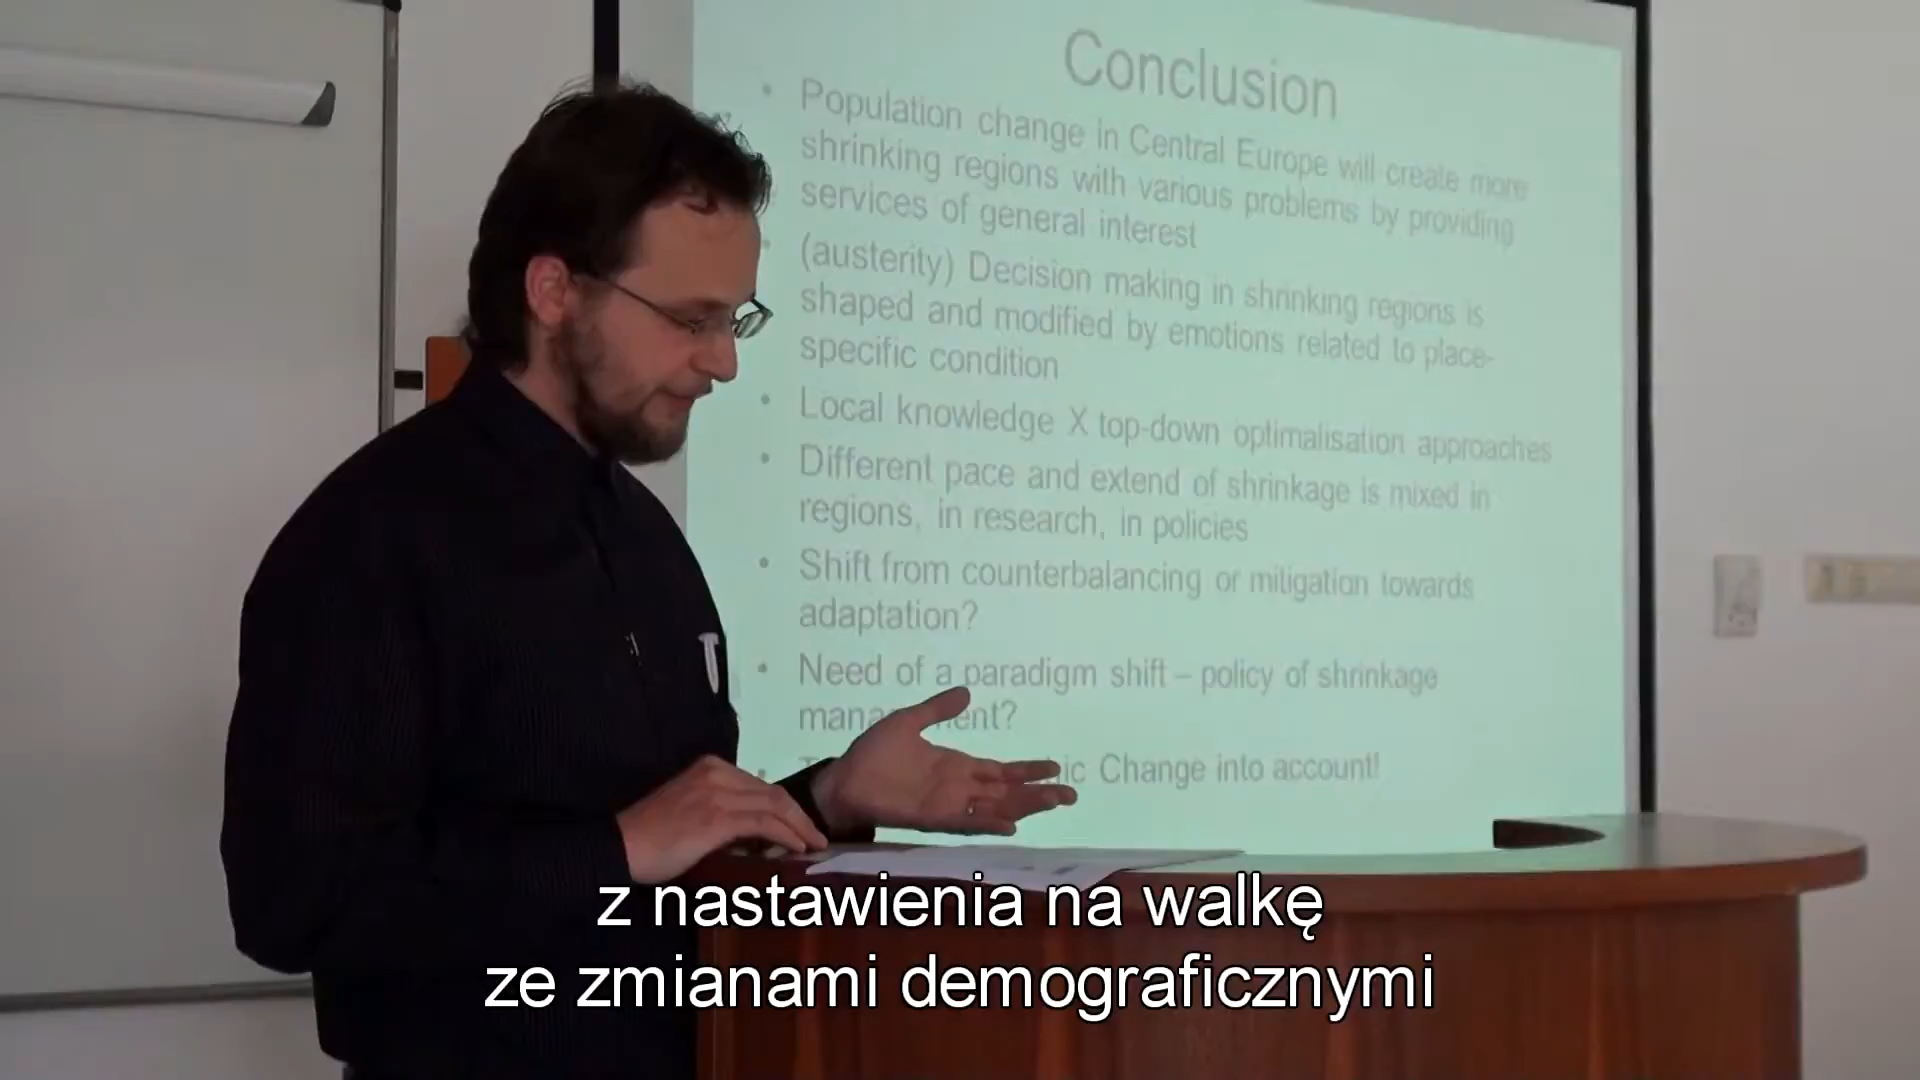 Conclusion
• Population change in Central Europe will create more
shrinking regions with various problems by providing
services of general interest
• (austerity) Decision making in shrinking regions is
shaped and modified by emotions related to place-
specific condition
• Local knowledge X top-down optimalisation approaches
• Different pace and extend of shrinkage is mixed in
regions, in research, in policies
• Shift from counterbalancing or mitigation towards
adaptation?
• Need of a paradigm shift – policy of shrinkage
• Change into account!
z nastawienia na walkę
ze zmianami demograficznymi